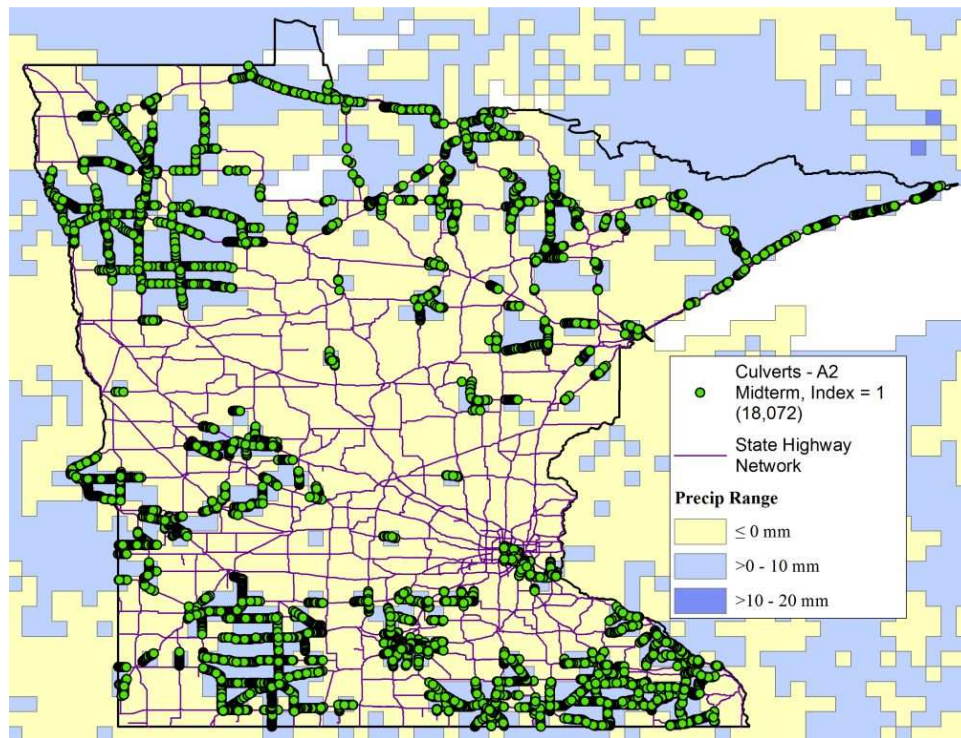 Culverts - A2
Midterm, Index = 1
(18,072)
State Highway
Network
Precip Range
≤ 0 mm
>0 - 10 mm
>10 - 20 mm